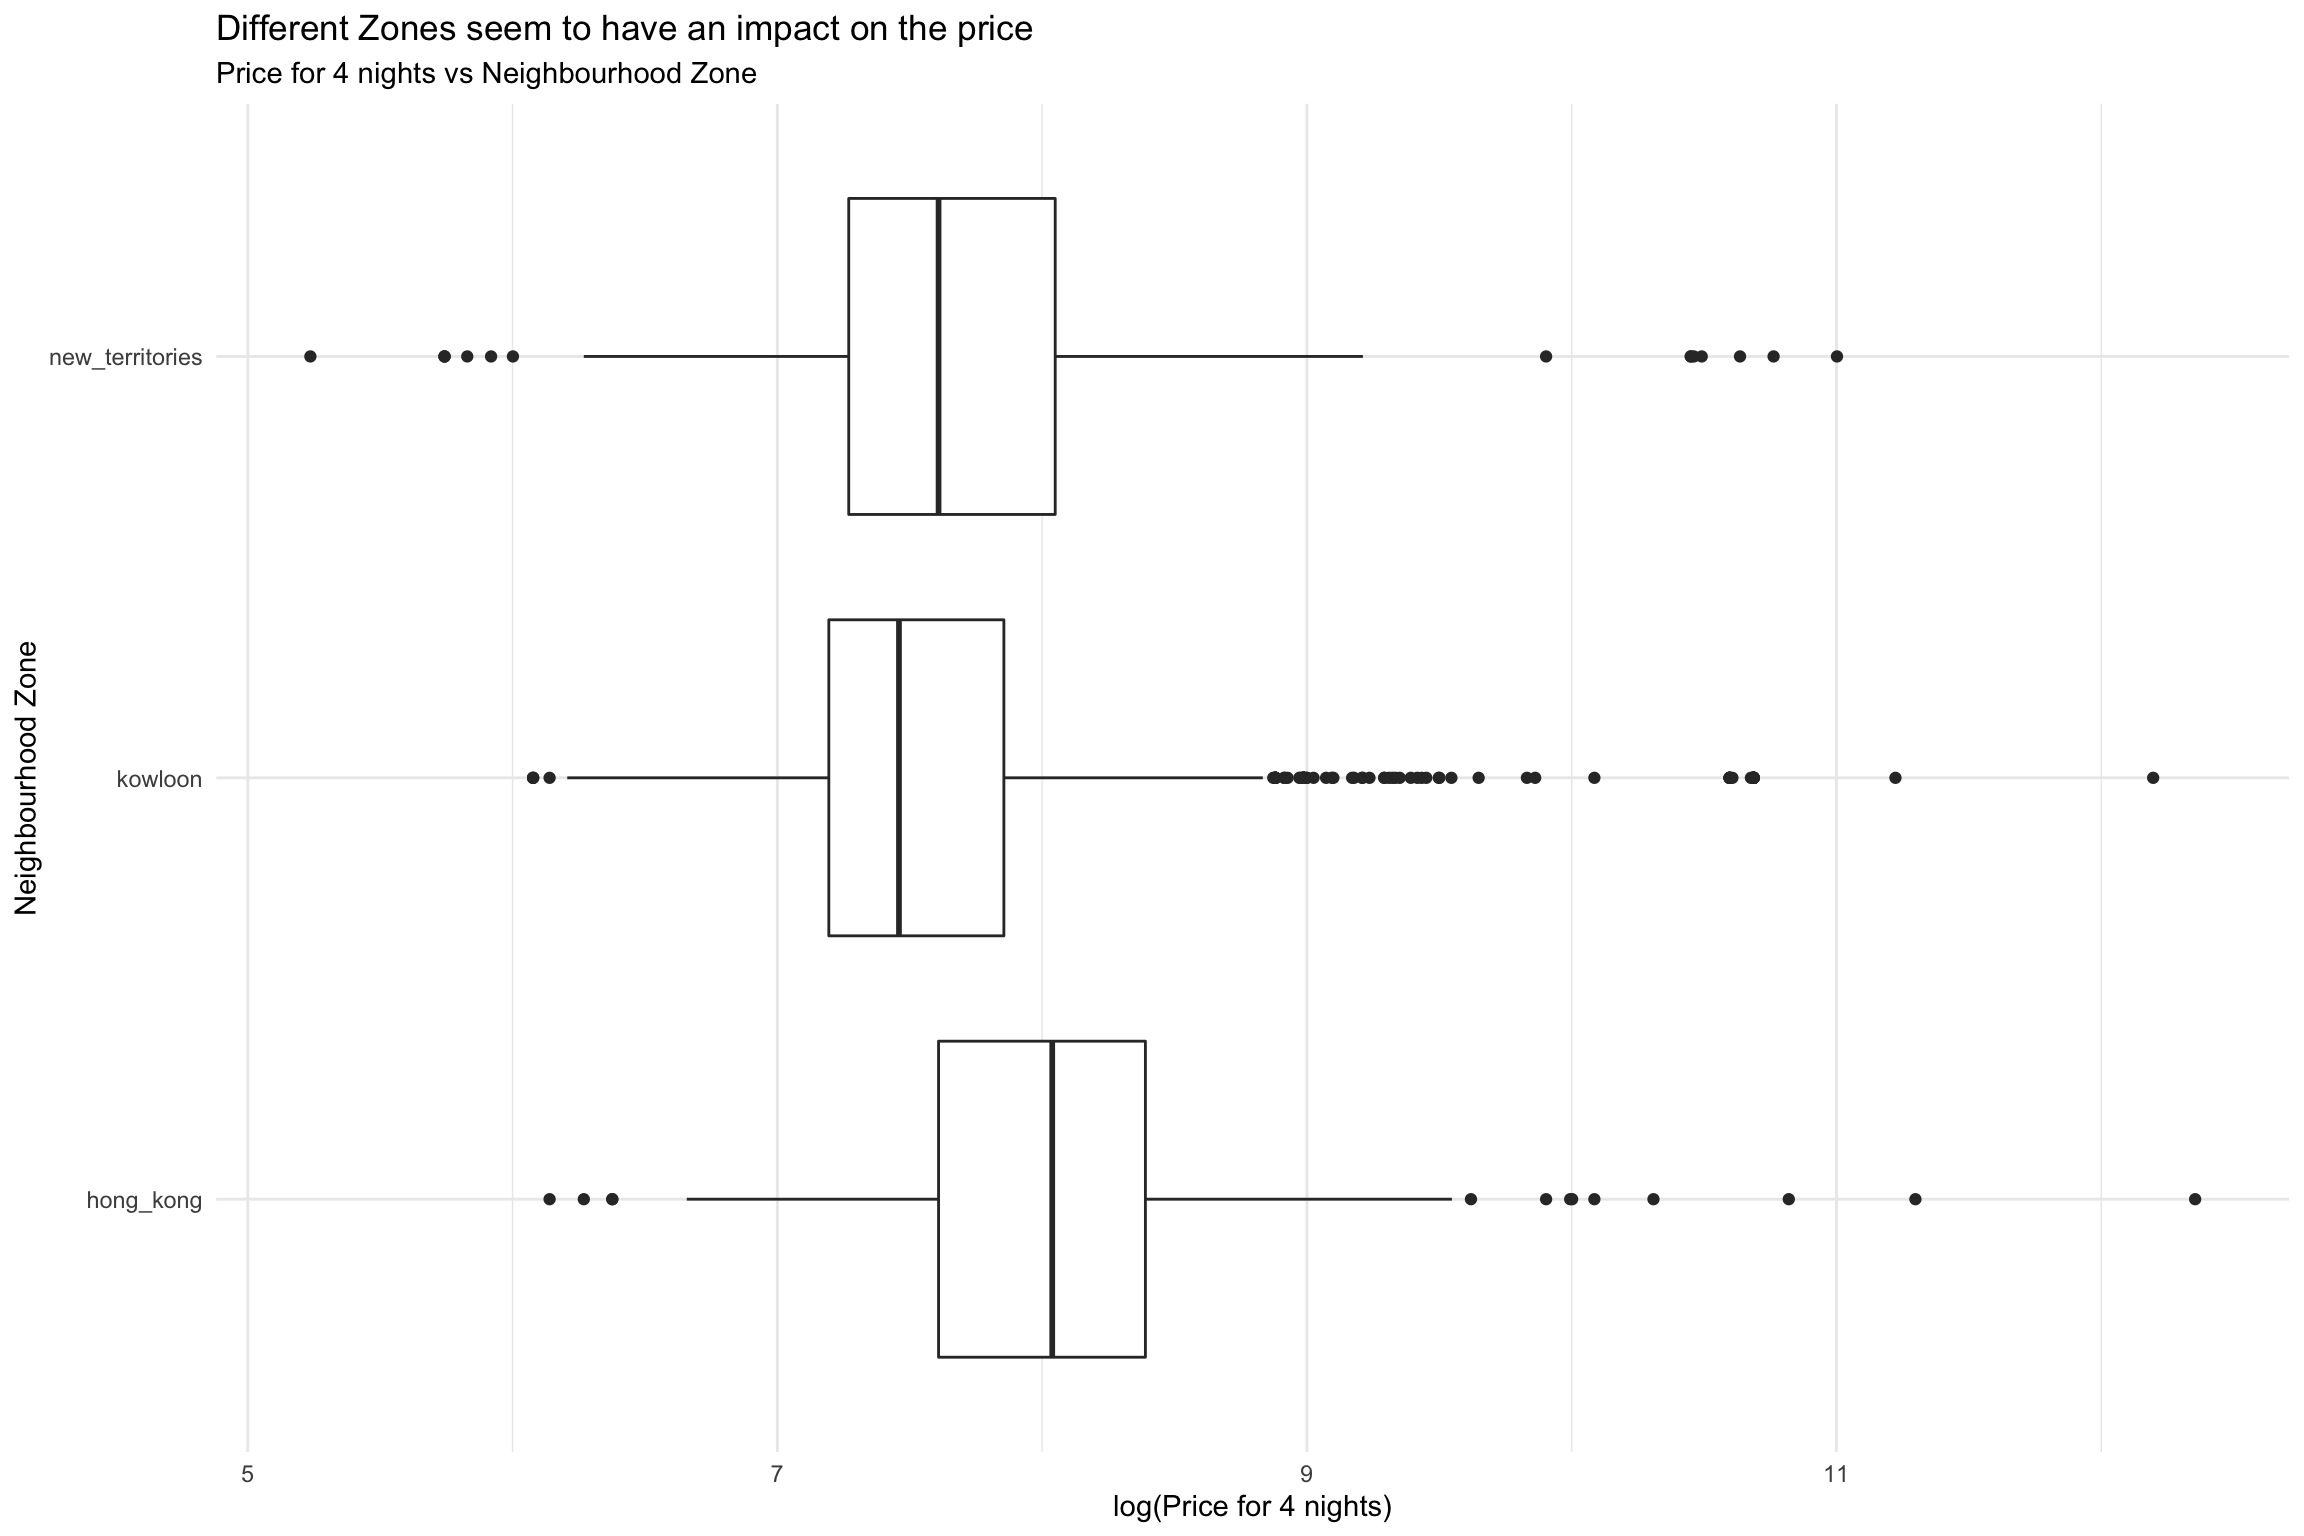 Different Zones seem to have an impact on the price
Price for 4 nights vs Neighbourhood Zone
Neighbourhood Zone
new_territories
kowloon
hong_kong
5 7 9 11
log(Price for 4 nights)